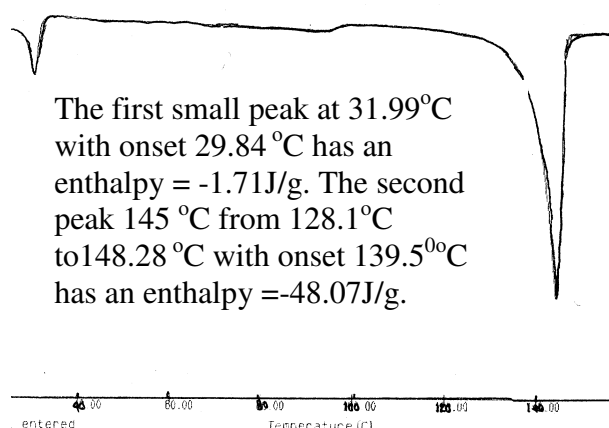 The first small peak at 31.99°C
with onset 29.84 °C has an
enthalpy = -1.71J/g. The second
peak 145 °C from 128.1°C
to148.28 °C with onset 139.5⁰°C
has an enthalpy =-48.07J/g.
40.00 60.00 80.00 100.00 120.00 140.00
entered Temperature (C)